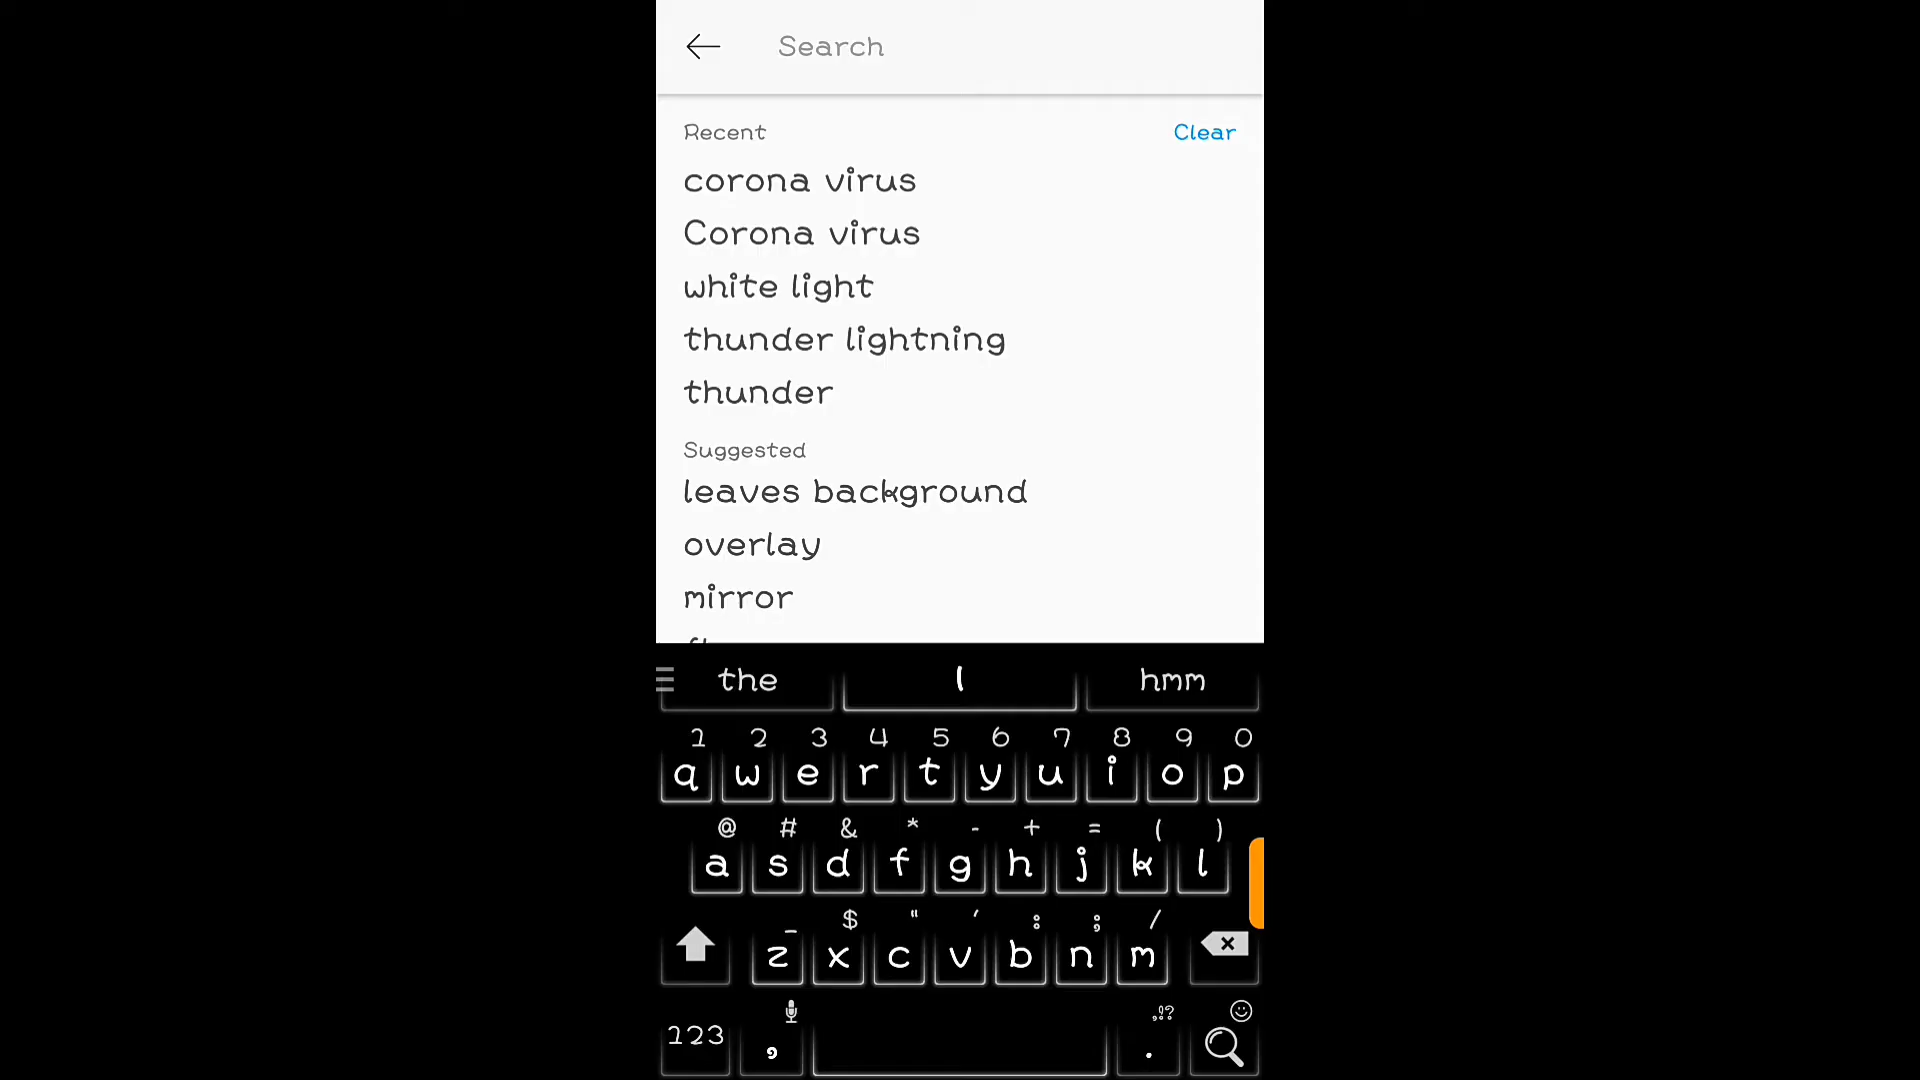 Search
Recent Clear
corona virus
Corona virus
white light
thunder lightning
thunder
Suggested
leaves background
overlay
mirror
the I hmm
1 2 3 4 5 6 7 8 9 0
q w e r t y u i o p
@ # & * - + = ( )
a s d f g h j k l
_ $ " ' : ; /
z x c v b n m
,!?
123 , .